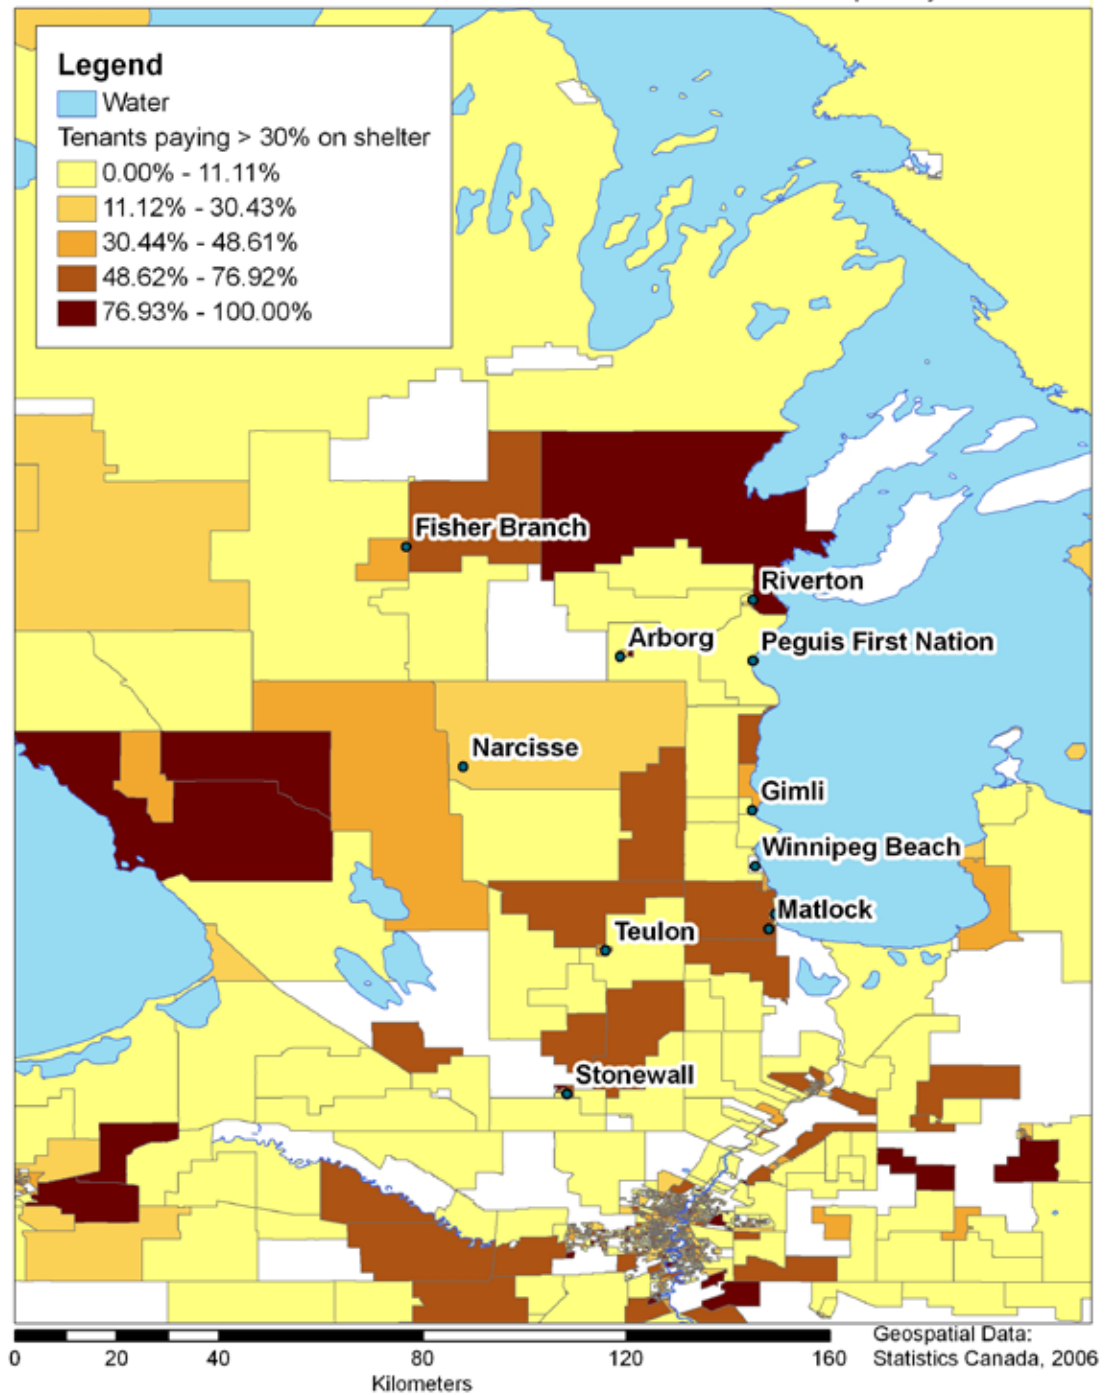 Legend
Water
Tenants paying > 30% on shelter
0.00% - 11.11%
11.12% - 30.43%
30.44% - 48.61%
48.62% - 76.92%
76.93% - 100.00%
Fisher Branch
Riverton
Arborg
Peguis First Nation
Narcisse
Gimli
Winnipeg Beach
Matlock
Teulon
Stonewall
0 20 40 80 120 160
Kilometers
Geospatial Data:
Statistics Canada, 2006